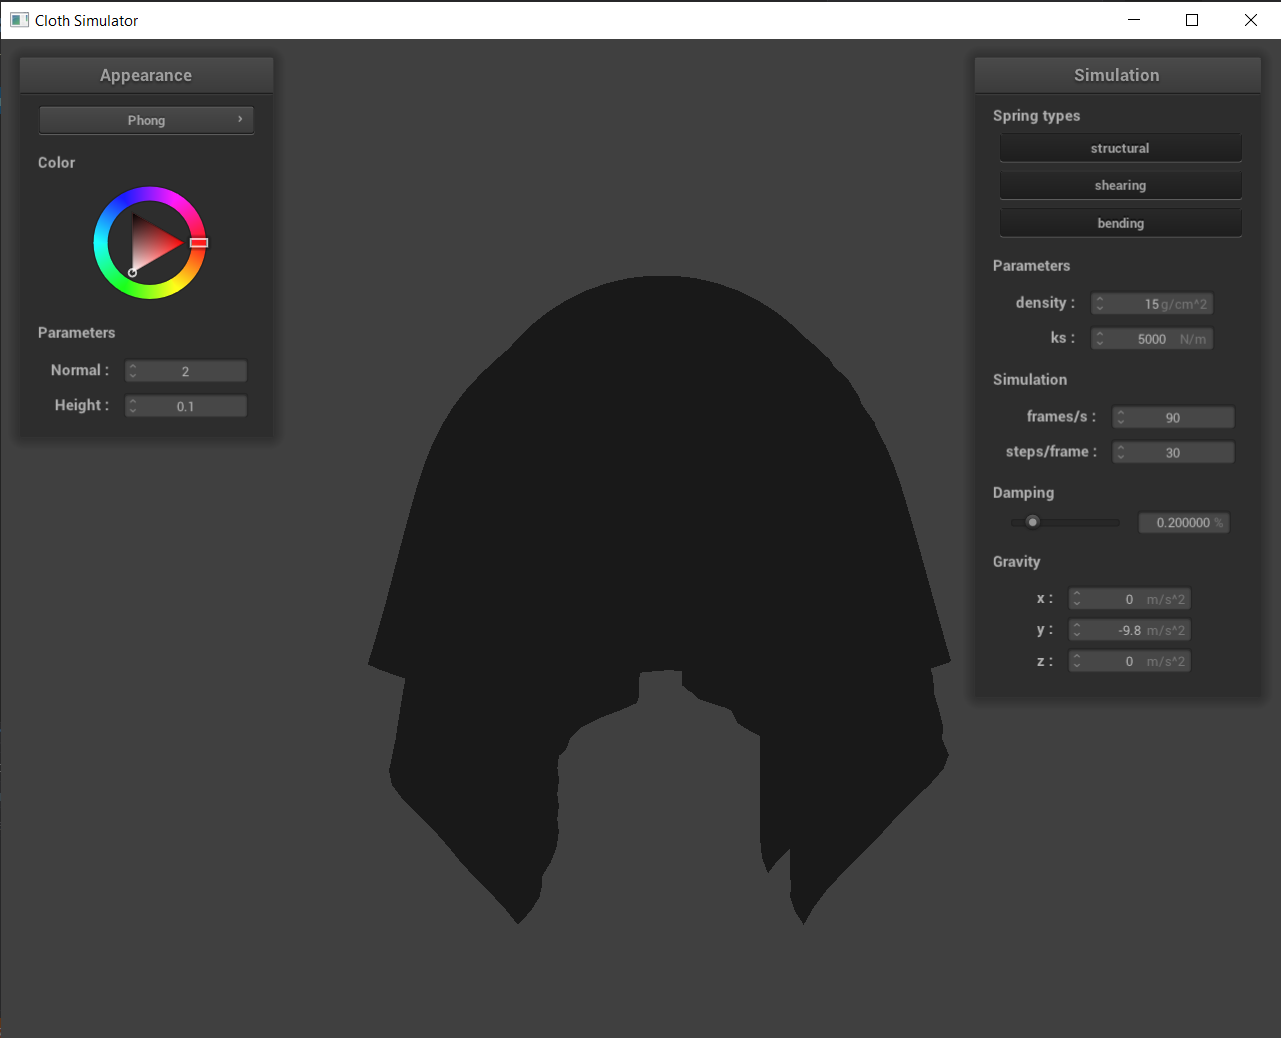 Cloth Simulator
Appearance
Phong
Color
Parameters
Normal : 2
Height : 0.1
Simulation
Spring types
structural
shearing
bending
Parameters
density : 15 g/cm^2
ks : 5000 N/m
Simulation
frames/s : 90
steps/frame : 30
Damping
0.200000 %
Gravity
x : 0 m/s^2
y : -9.8 m/s^2
z : 0 m/s^2